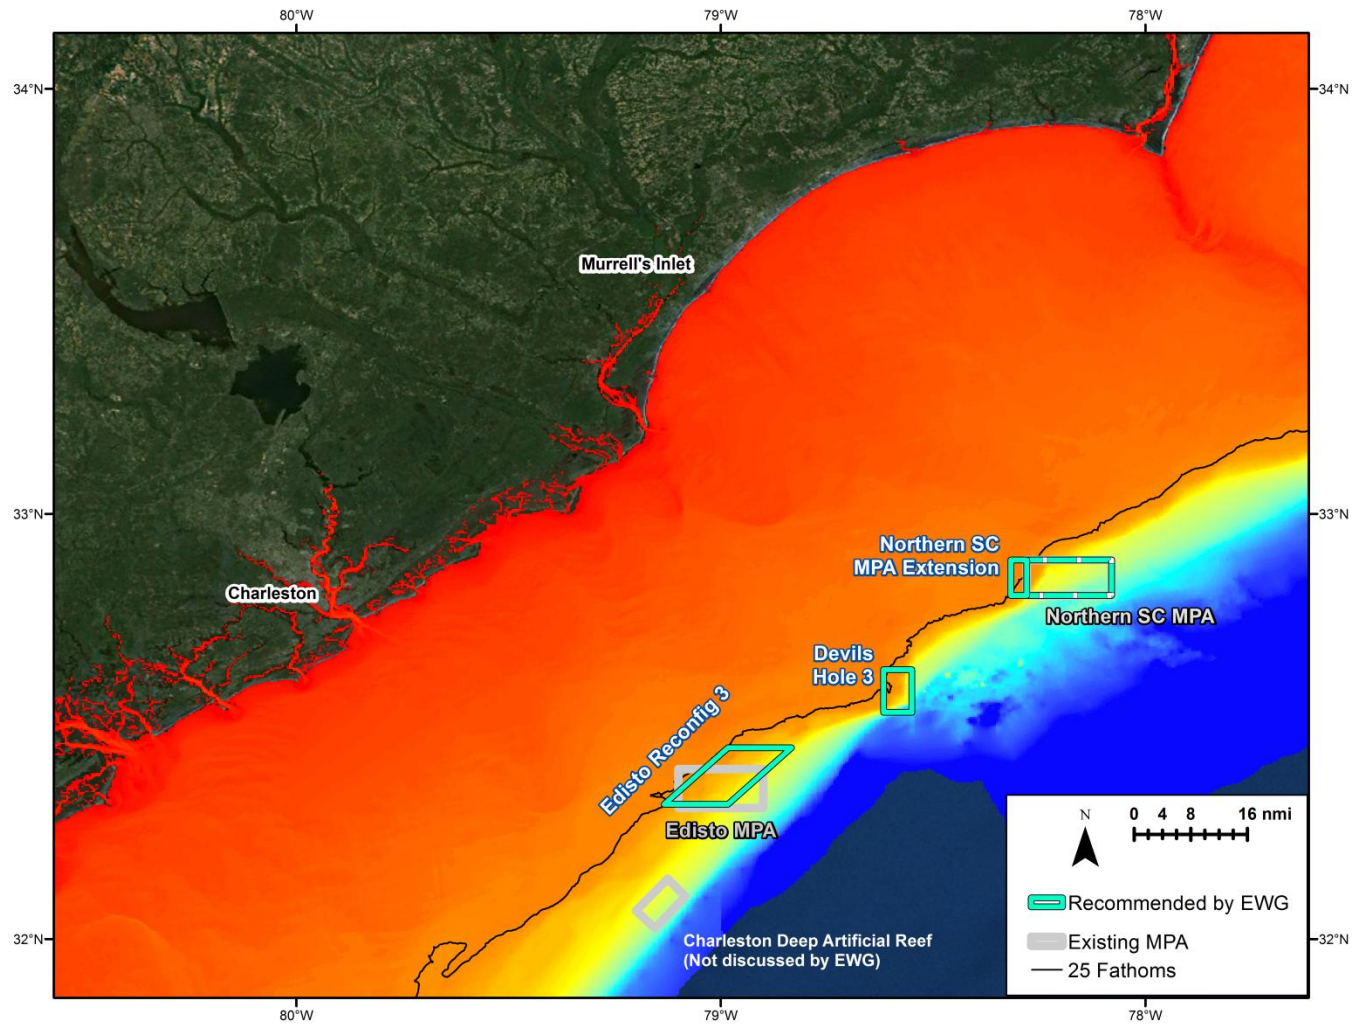 80°W
79°W
78°W
34°N
34°N
Murrell's Inlet
33°N
33°N
Northern SC
MPA Extension
Charleston
Northern SC MPA
Devils
Hole 3
Edisto Reconfig 3
Edisto MPA
N
0 4 8 16 nmi
Recommended by EWG
Existing MPA
25 Fathoms
Charleston Deep Artificial Reef
(Not discussed by EWG)
32°N
32°N
80°W
79°W
78°W